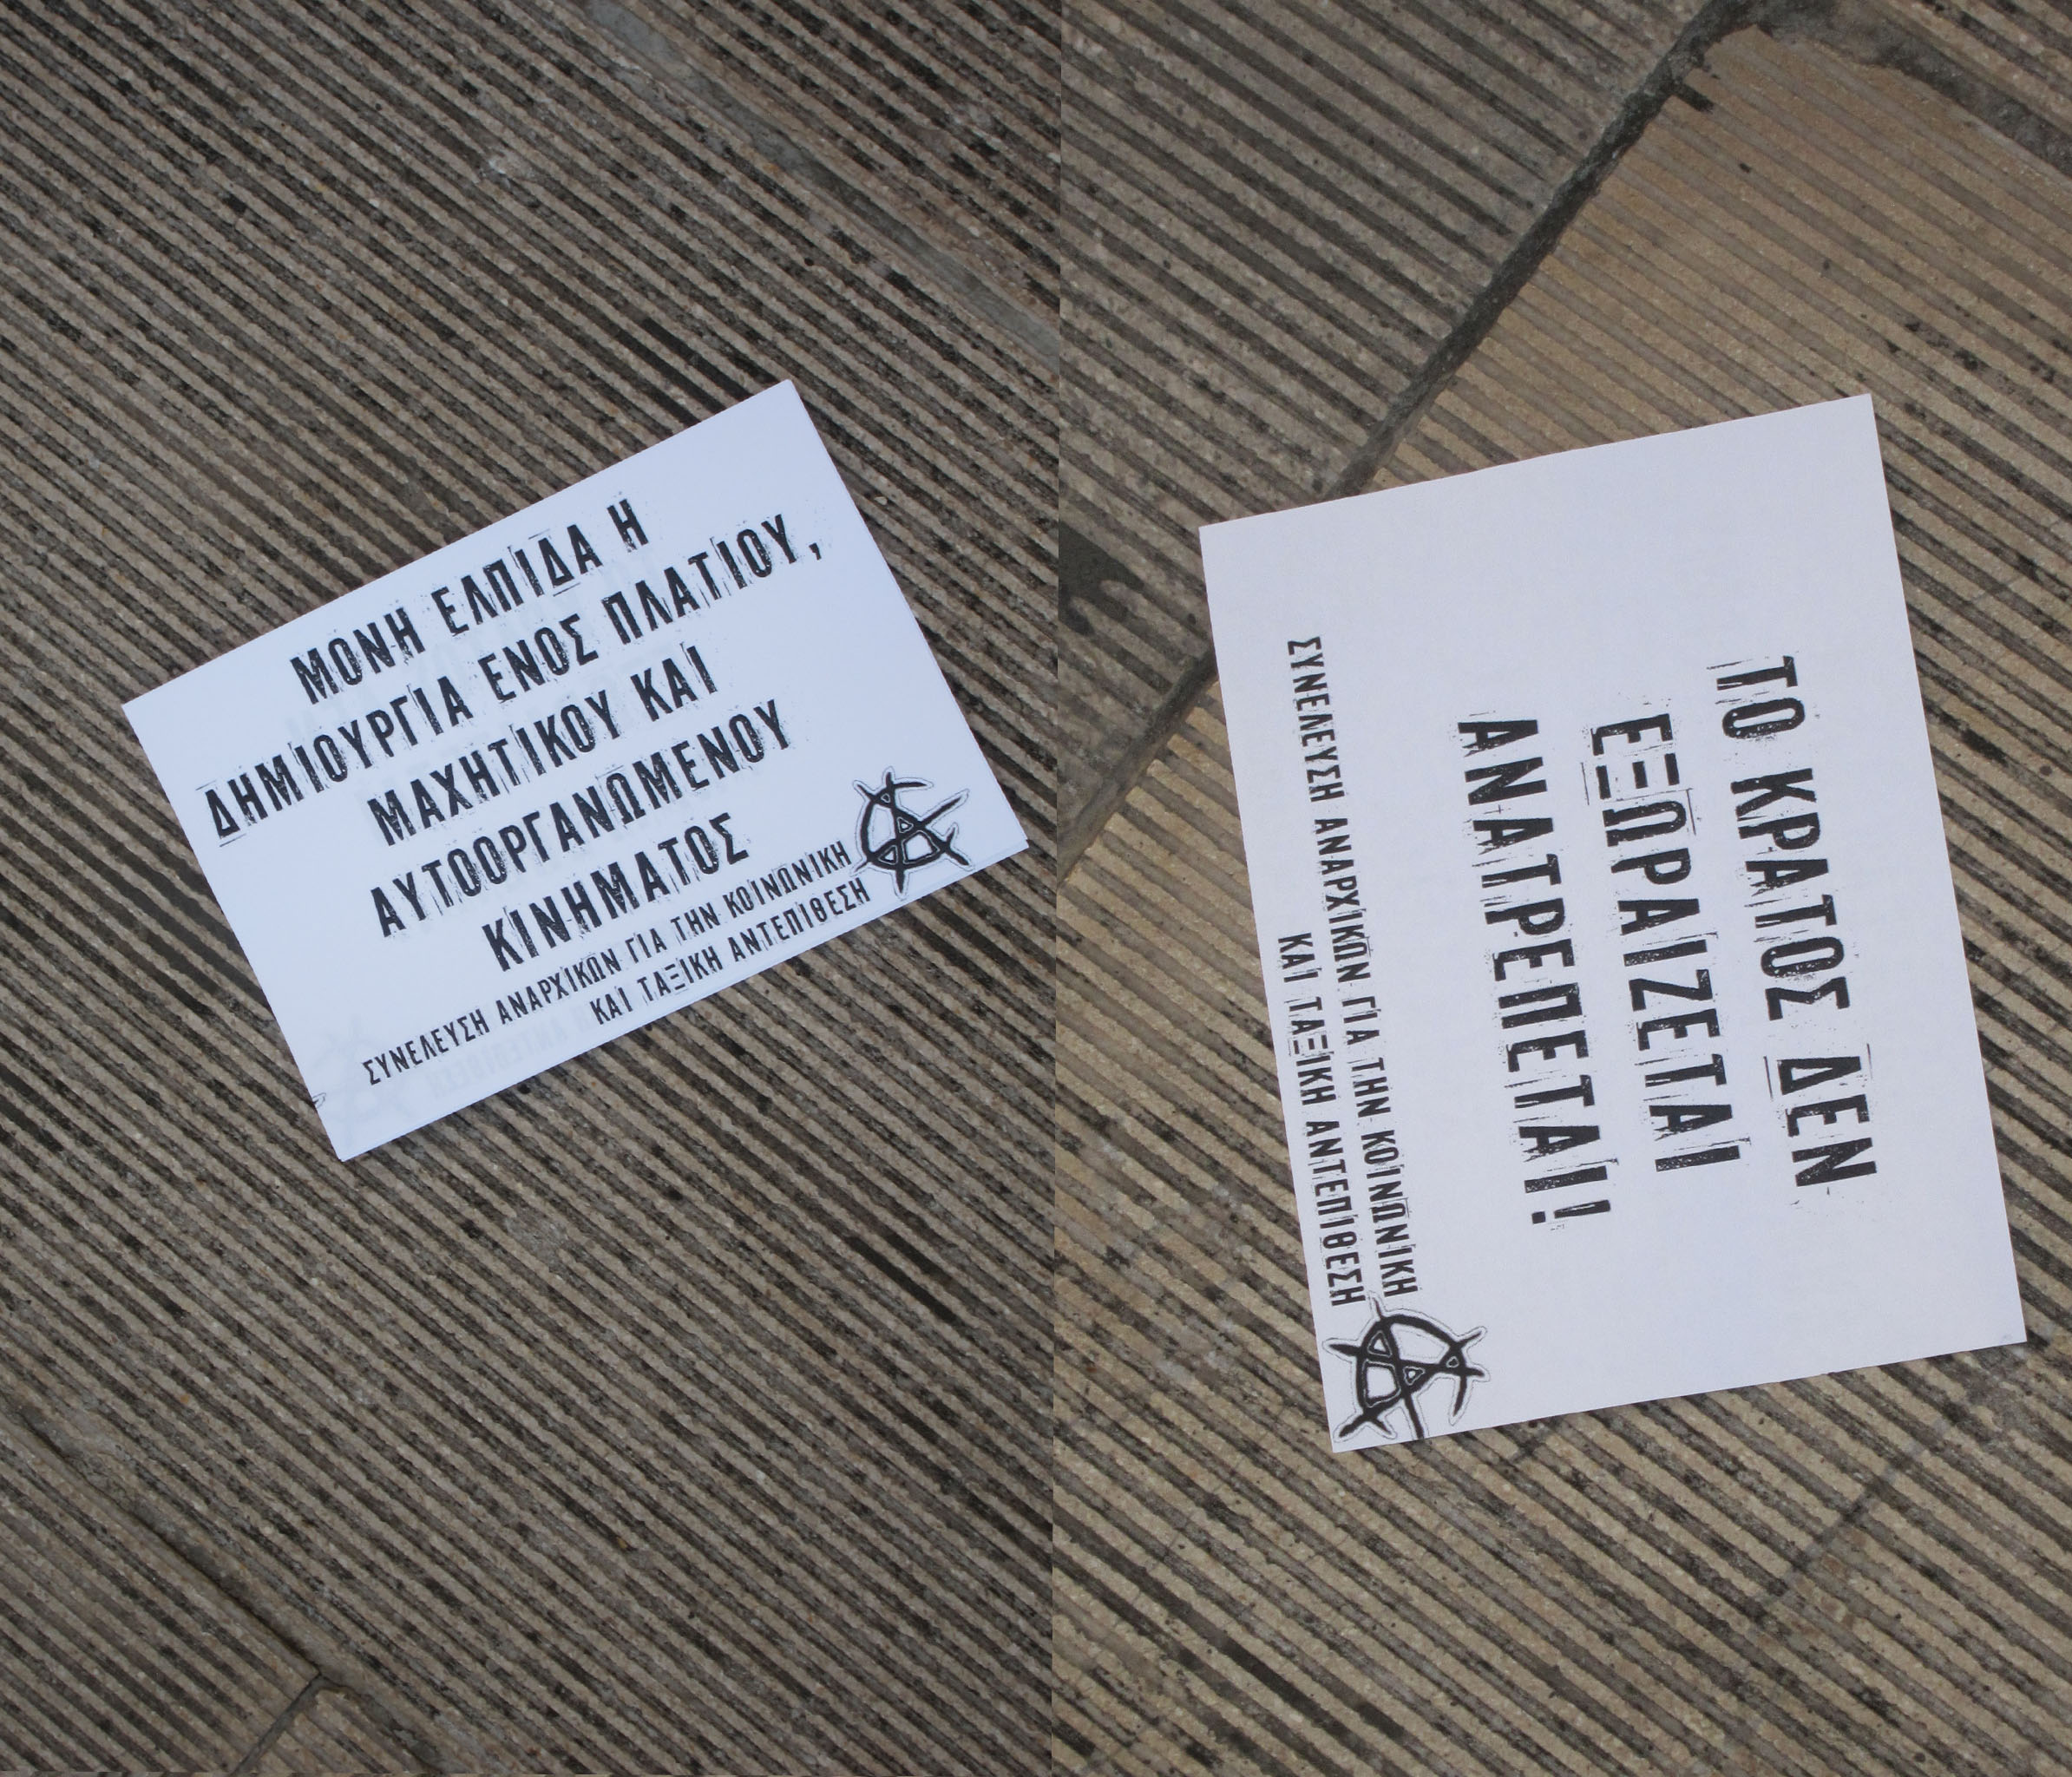 ΜΟΝΗ ΕΛΠΙΔΑ Η
ΔΗΜΙΟΥΡΓΙΑ ΕΝΟΣ ΠΛΑΤΙΟΥ,
ΜΑΧΗΤΙΚΟΥ ΚΑΙ
ΑΥΤΟΟΡΓΑΝΩΜΕΝΟΥ
ΚΙΝΗΜΑΤΟΣ
ΣΥΝΕΛΕΥΣΗ ΑΝΑΡΧΙΚΩΝ ΓΙΑ ΤΗΝ ΚΟΙΝΩΝΙΚΗ
ΚΑΙ ΤΑΞΙΚΗ ΑΝΤΕΠΙΘΕΣΗ
ΤΟ ΚΡΑΤΟΣ ΔΕΝ
ΕΞΩΡΑΙΖΕΤΑΙ
ΑΝΑΤΡΕΠΕΤΑΙ!
ΣΥΝΕΛΕΥΣΗ ΑΝΑΡΧΙΚΩΝ ΓΙΑ ΤΗΝ ΚΟΙΝΩΝΙΚΗ
ΚΑΙ ΤΑΞΙΚΗ ΑΝΤΕΠΙΘΕΣΗ